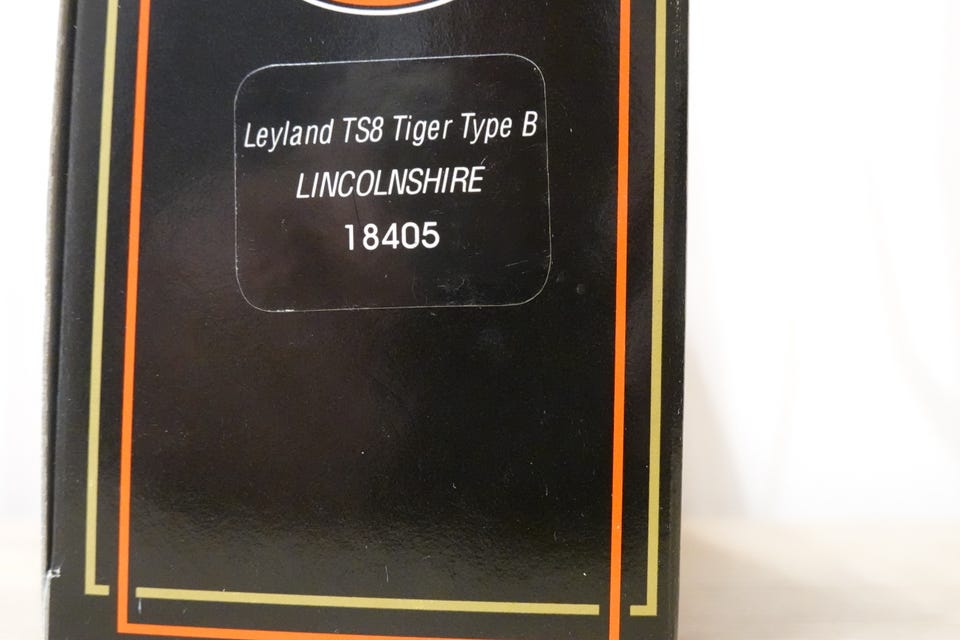 Leyland TS8 Tiger Type B
LINCOLNSHIRE
18405